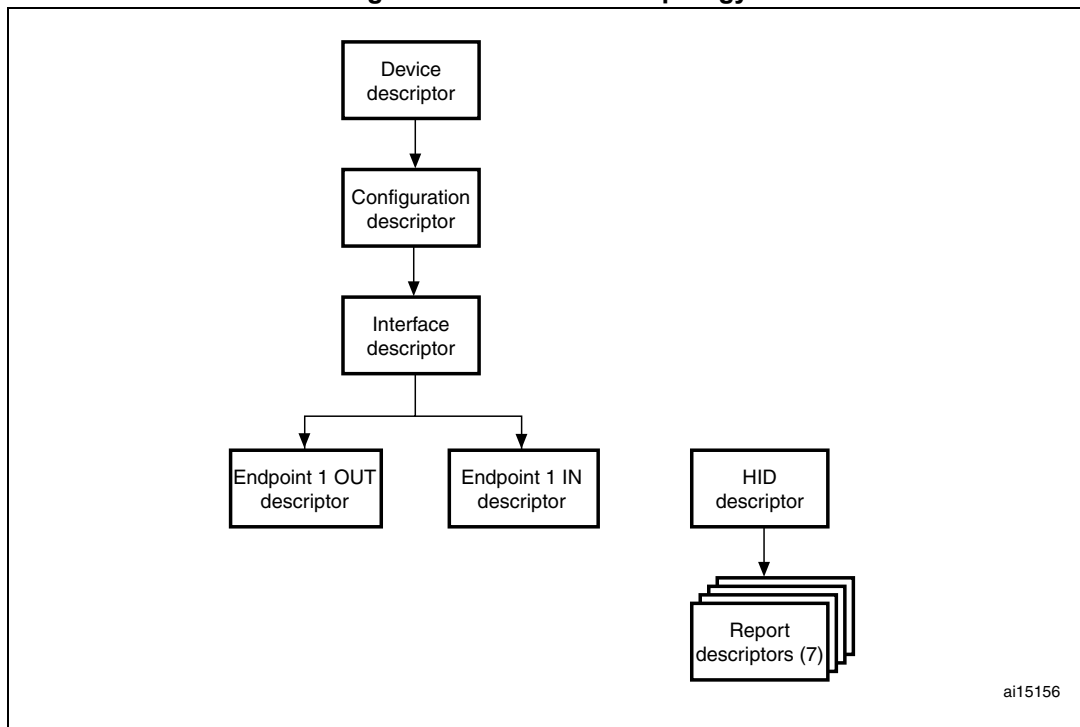 Device
descriptor
Configuration
descriptor
Interface
descriptor
Endpoint 1 OUT
descriptor
Endpoint 1 IN
descriptor
HID
descriptor
Report
descriptors (7)
ai15156